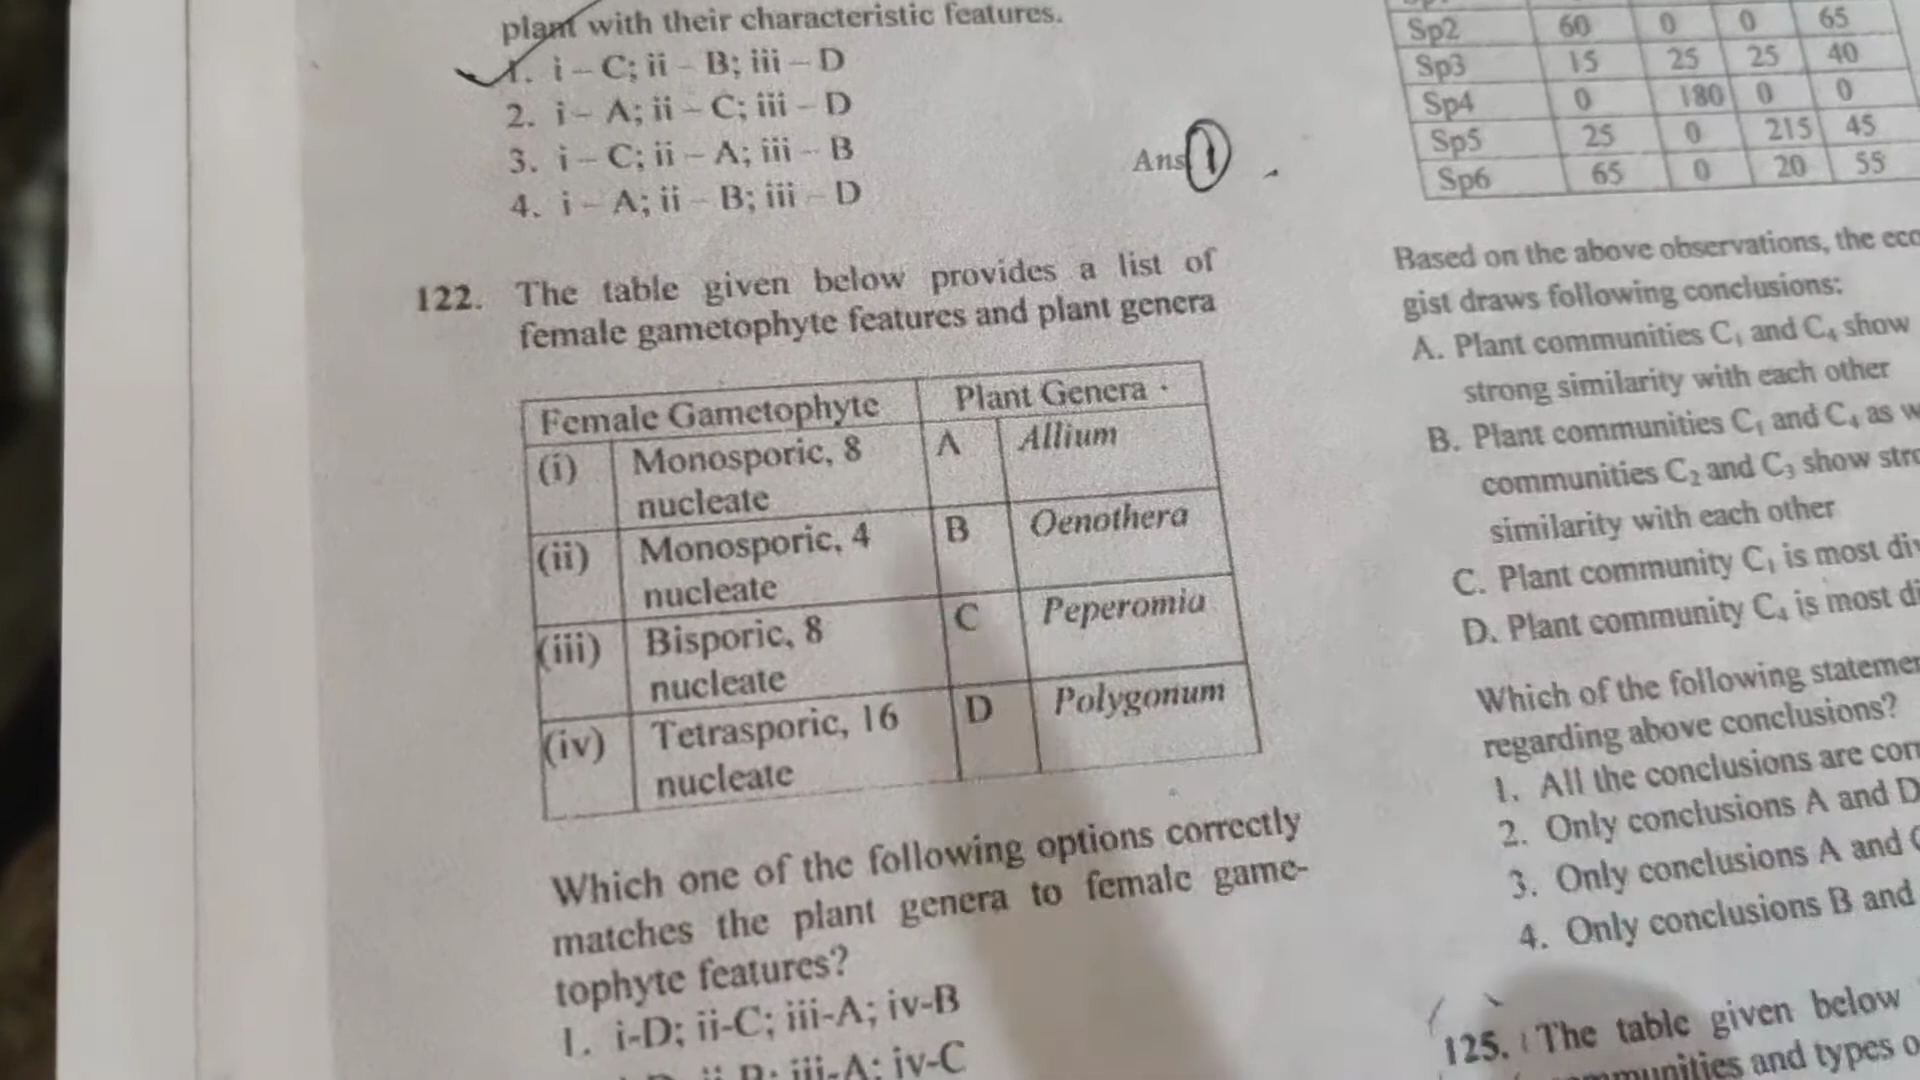 plant with their characteristic features.
1. i – C; ii – B; iii – D
2. i – A; ii – C; iii – D
3. i – C; ii – A; iii – B
4. i – A; ii – B; iii – D
Ans 1
122. The table given below provides a list of
female gametophyte features and plant genera
Female Gametophyte Plant Genera
(i) Monosporic, 8 nucleate A Allium
(ii) Monosporic, 4 nucleate B Oenothera
(iii) Bisporic, 8 nucleate C Peperomia
(iv) Tetrasporic, 16 nucleate D Polygonum
Which one of the following options correctly
matches the plant genera to female game-
tophyte features?
1. i-D; ii-C; iii-A; iv-B
iii-A; iv-C
Sp2 60 0 0 65
Sp3 15 25 25 40
Sp4 0 180 0 0
Sp5 25 0 215 45
Sp6 65 0 20 55
Based on the above observations, the eco
gist draws following conclusions:
A. Plant communities C₁ and C₄ show
strong similarity with each other
B. Plant communities C₁ and C₄ as w
communities C₂ and C₃ show stro
similarity with each other
C. Plant community C₁ is most div
D. Plant community C₄ is most di
Which of the following statemen
regarding above conclusions?
1. All the conclusions are corr
2. Only conclusions A and D
3. Only conclusions A and C
4. Only conclusions B and
125. The table given below
and types o